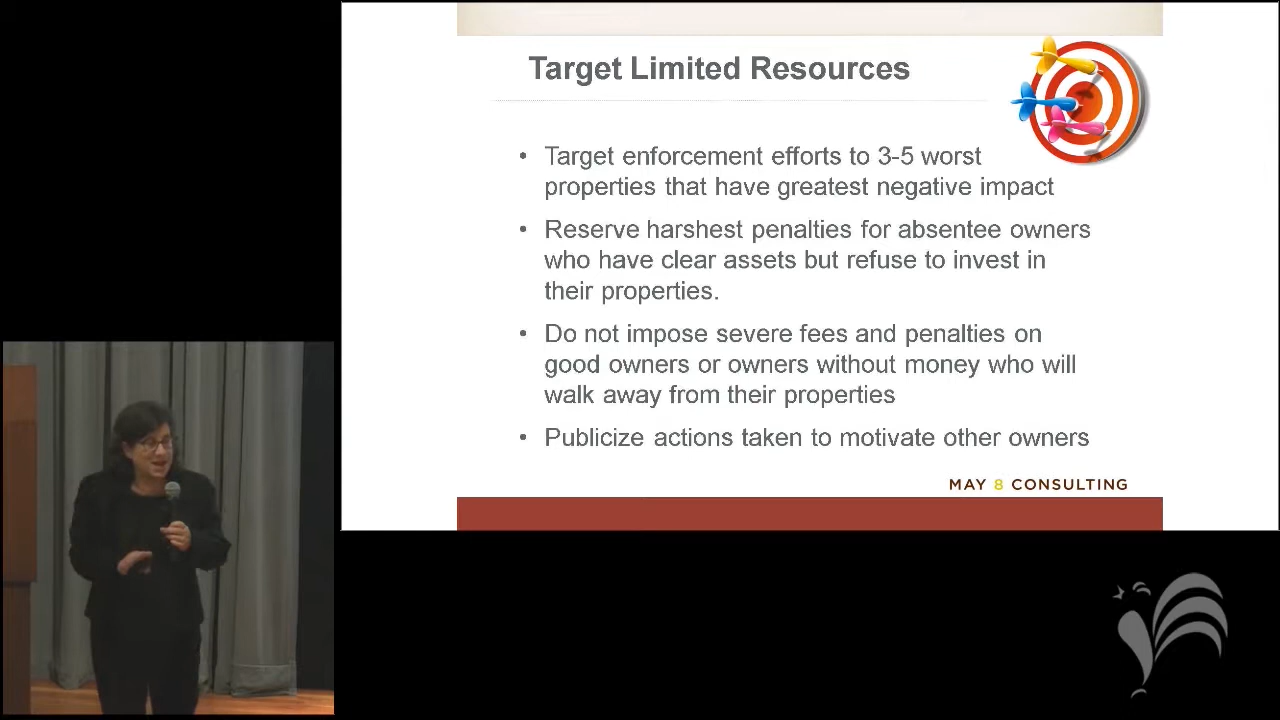 Target Limited Resources
• Target enforcement efforts to 3-5 worst
properties that have greatest negative impact
• Reserve harshest penalties for absentee owners
who have clear assets but refuse to invest in
their properties.
• Do not impose severe fees and penalties on
good owners or owners without money who will
walk away from their properties
• Publicize actions taken to motivate other owners
MAY 8 CONSULTING